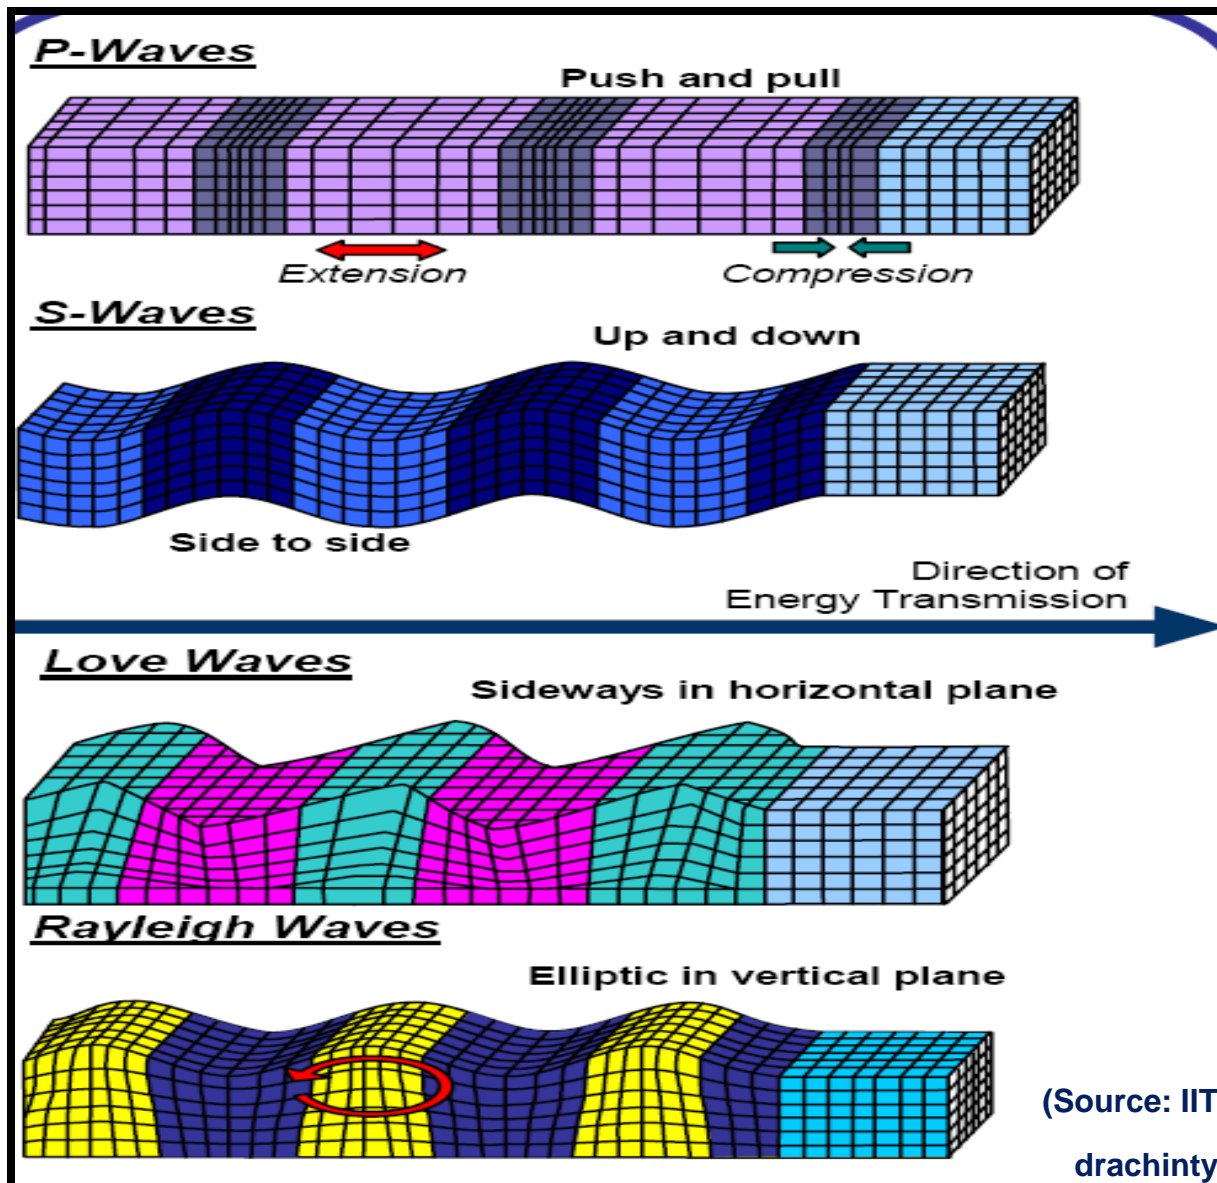 P-Waves
Push and pull
Extension
Compression
S-Waves
Up and down
Side to side
Direction of
Energy Transmission
Love Waves
Sideways in horizontal plane
Rayleigh Waves
Elliptic in vertical plane
(Source: IIT
drachinty